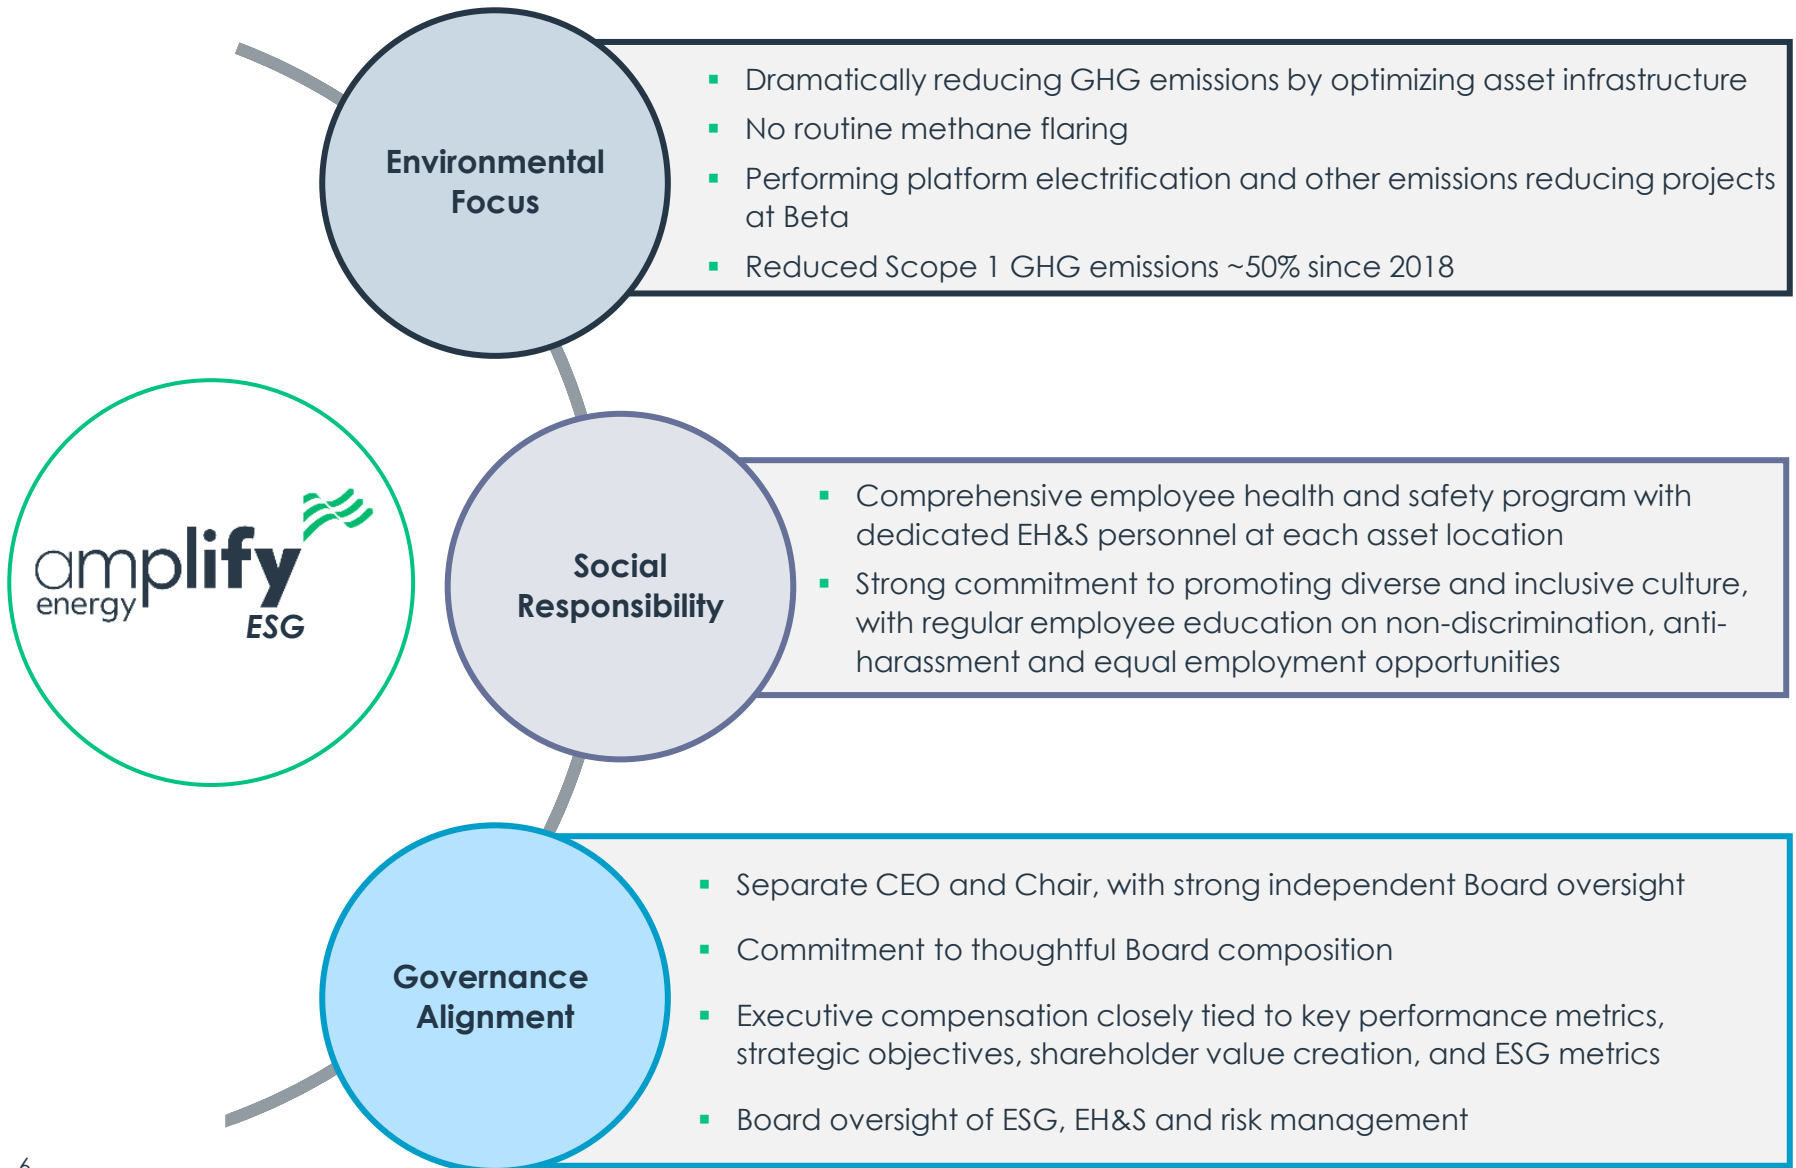 Environmental
Focus
▪ Dramatically reducing GHG emissions by optimizing asset infrastructure
▪ No routine methane flaring
▪ Performing platform electrification and other emissions reducing projects
at Beta
▪ Reduced Scope 1 GHG emissions ~50% since 2018
amplify
energy
ESG
Social
Responsibility
▪ Comprehensive employee health and safety program with
dedicated EH&S personnel at each asset location
▪ Strong commitment to promoting diverse and inclusive culture,
with regular employee education on non-discrimination, anti-
harassment and equal employment opportunities
Governance
Alignment
▪ Separate CEO and Chair, with strong independent Board oversight
▪ Commitment to thoughtful Board composition
▪ Executive compensation closely tied to key performance metrics,
strategic objectives, shareholder value creation, and ESG metrics
▪ Board oversight of ESG, EH&S and risk management
6